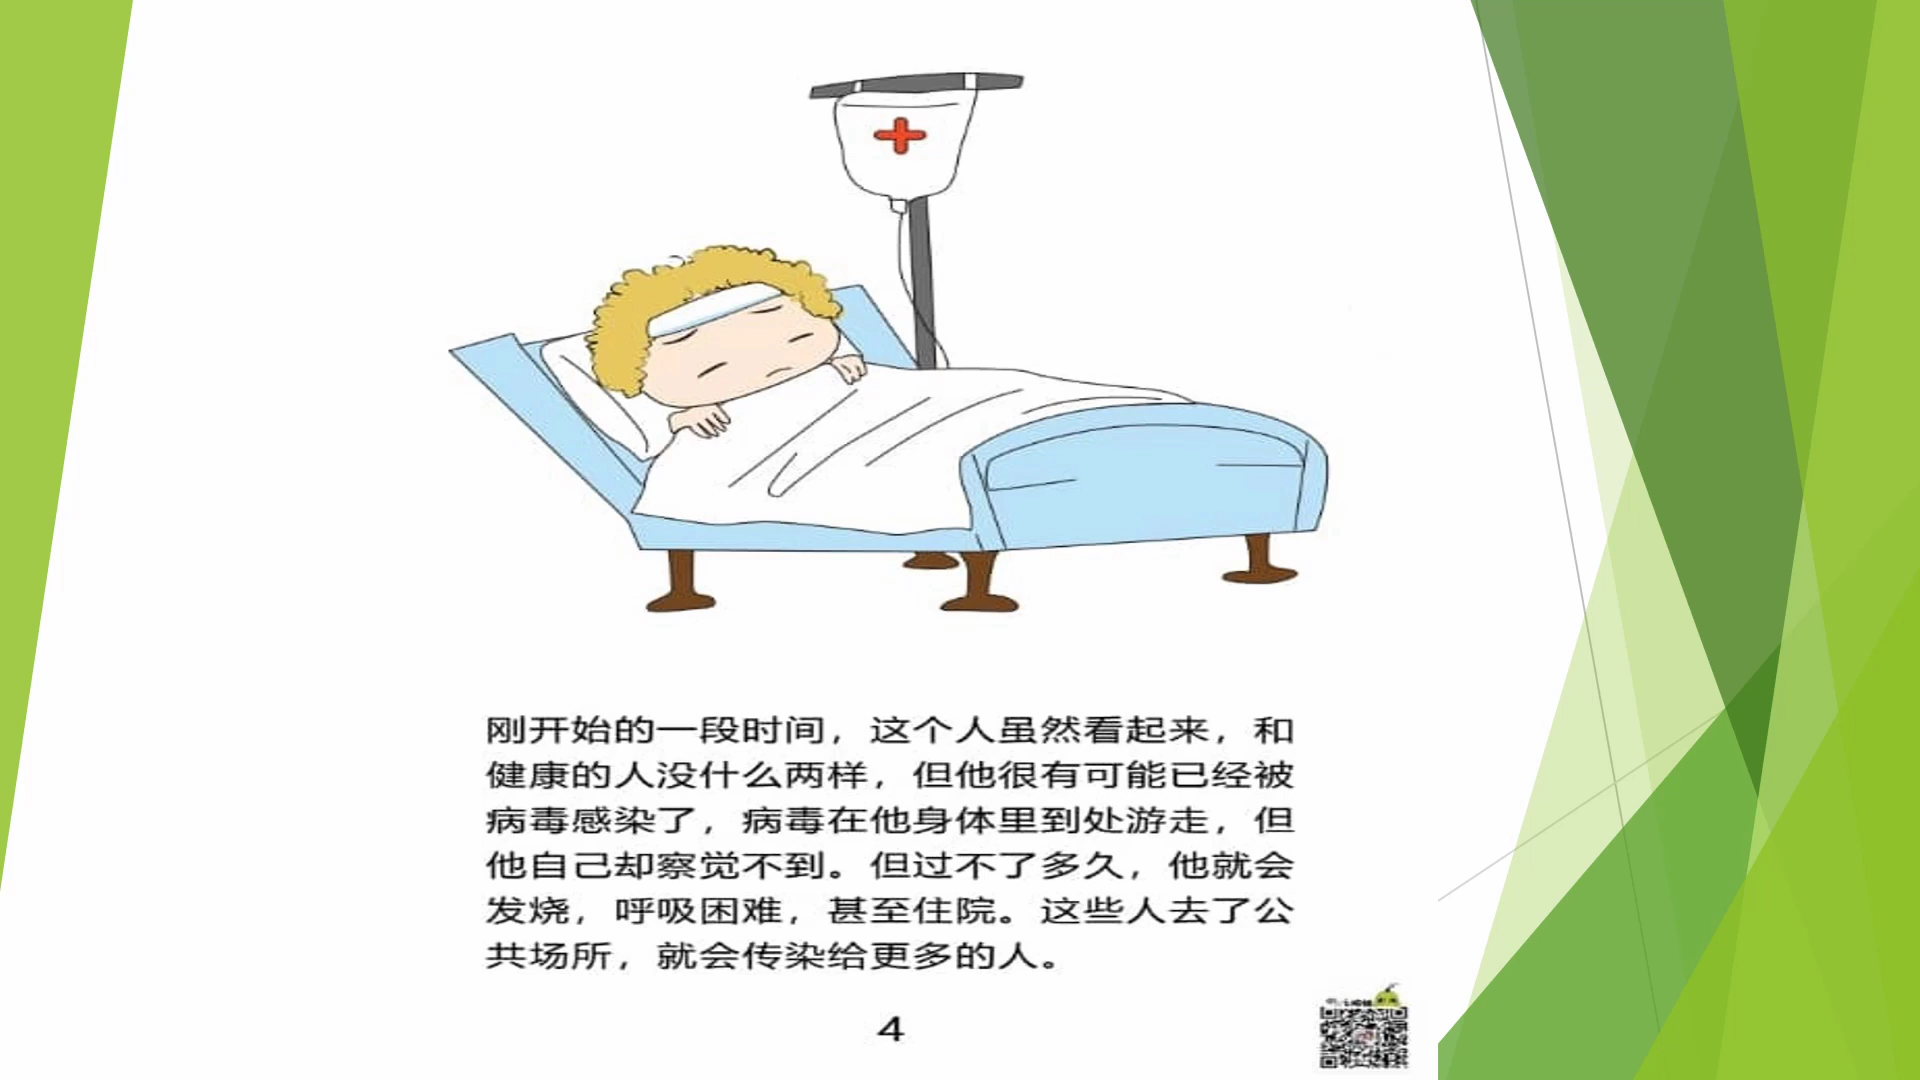 刚开始的一段时间，这个人虽然看起来，和
健康的人没什么两样，但他很有可能已经被
病毒感染了，病毒在他身体里到处游走，但
他自己却察觉不到。但过不了多久，他就会
发烧，呼吸困难，甚至住院。这些人去了公
共场所，就会传染给更多的人。
4